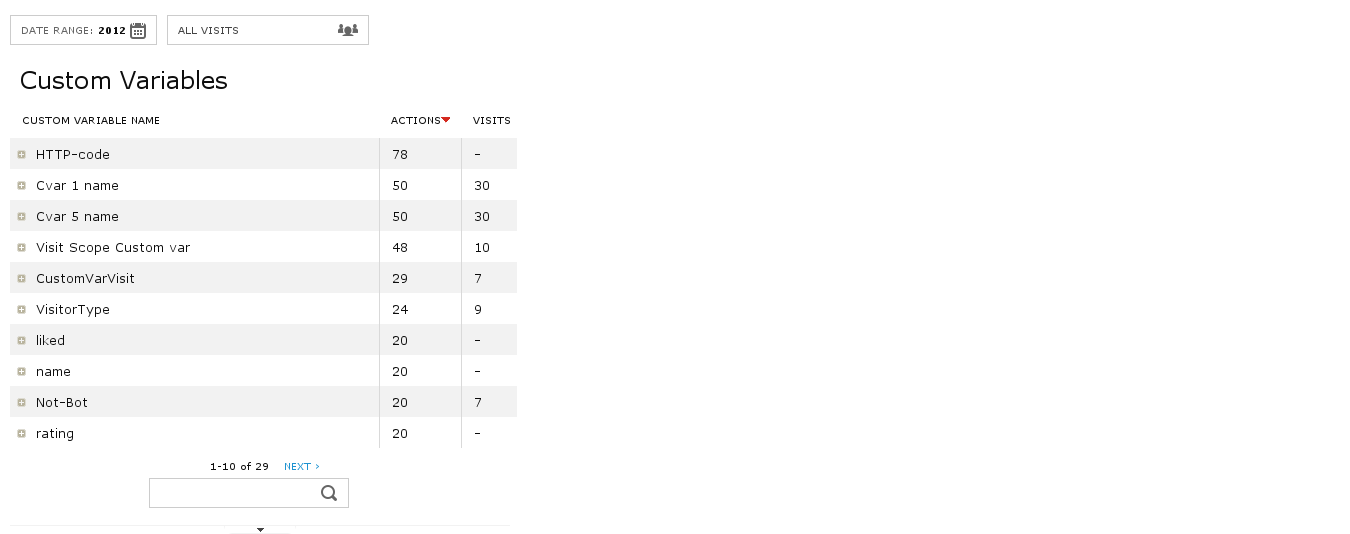 DATE RANGE: 2012 ALL VISITS
Custom Variables
CUSTOM VARIABLE NAME ACTIONS VISITS
HTTP-code 78 -
Cvar 1 name 50 30
Cvar 5 name 50 30
Visit Scope Custom var 48 10
CustomVarVisit 29 7
VisitorType 24 9
liked 20 -
name 20 -
Not-Bot 20 7
rating 20 -
1-10 of 29 NEXT ›